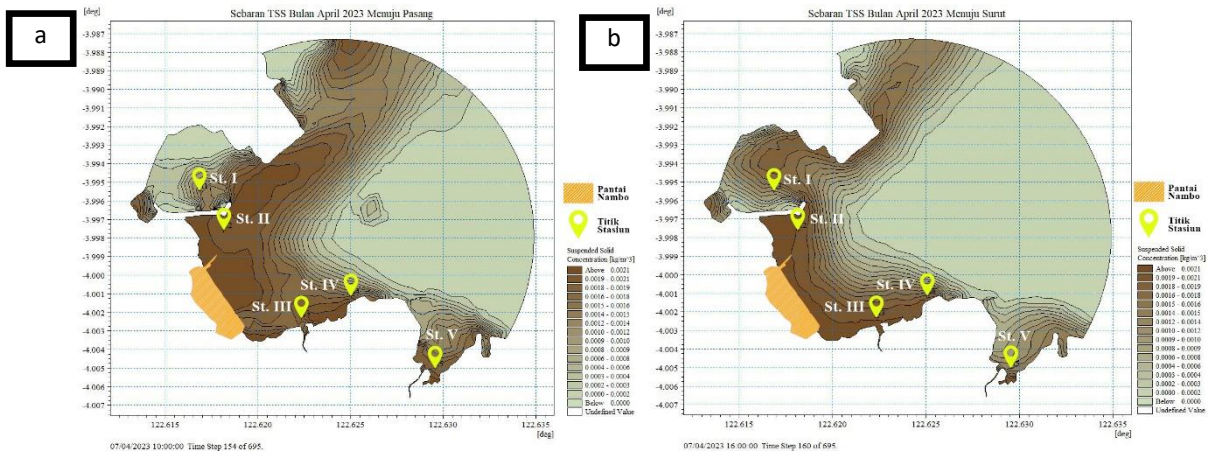 a
Sebaran TSS Bulan April 2023 Menuju Pasang
[deg]
-3.987
-3.988
-3.989
-3.990
-3.991
-3.992
-3.993
-3.994
-3.995
-3.996
-3.997
-3.998
-3.999
-4.000
-4.001
-4.002
-4.003
-4.004
-4.005
-4.006
-4.007
St. I
St. II
St. III
St. IV
St. V
122.615
122.620
122.625
122.630
122.635
[deg]
07/04/2023 10:00:00 Time Step 154 of 695.
Pantai
Nambo
Titik
Stasiun
Suspended Solid
Concentration [kg/m^3]
Above 0.0021
0.0019 - 0.0021
0.0018 - 0.0019
0.0016 - 0.0018
0.0015 - 0.0016
0.0014 - 0.0015
0.0012 - 0.0014
0.0010 - 0.0012
0.0009 - 0.0010
0.0008 - 0.0009
0.0006 - 0.0008
0.0004 - 0.0006
0.0003 - 0.0004
0.0002 - 0.0003
0.0000 - 0.0002
Below 0.0000
Undefined Value
b
Sebaran TSS Bulan April 2023 Menuju Surut
[deg]
-3.987
-3.988
-3.989
-3.990
-3.991
-3.992
-3.993
-3.994
-3.995
-3.996
-3.997
-3.998
-3.999
-4.000
-4.001
-4.002
-4.003
-4.004
-4.005
-4.006
-4.007
St. I
St. II
St. III
St. IV
St. V
122.615
122.620
122.625
122.630
122.635
[deg]
07/04/2023 16:00:00 Time Step 160 of 695.
Pantai
Nambo
Titik
Stasiun
Suspended Solid
Concentration [kg/m^3]
Above 0.0021
0.0019 - 0.0021
0.0018 - 0.0019
0.0016 - 0.0018
0.0015 - 0.0016
0.0014 - 0.0015
0.0012 - 0.0014
0.0010 - 0.0012
0.0009 - 0.0010
0.0008 - 0.0009
0.0006 - 0.0008
0.0004 - 0.0006
0.0003 - 0.0004
0.0002 - 0.0003
0.0000 - 0.0002
Below 0.0000
Undefined Value